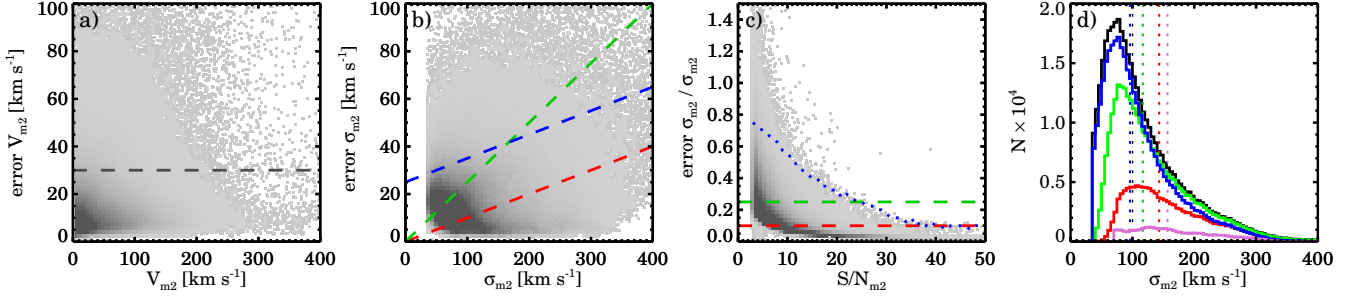 a)
error V_m2 [km s^-1]
100
80
60
40
20
0
0 100 200 300 400
V_m2 [km s^-1]
b)
error σ_m2 [km s^-1]
100
80
60
40
20
0
0 100 200 300 400
σ_m2 [km s^-1]
c)
error σ_m2 / σ_m2
1.4
1.2
1.0
0.8
0.6
0.4
0.2
0.0
0 10 20 30 40 50
S/N_m2
d)
N × 10^4
2.0
1.5
1.0
0.5
0
0 100 200 300 400
σ_m2 [km s^-1]